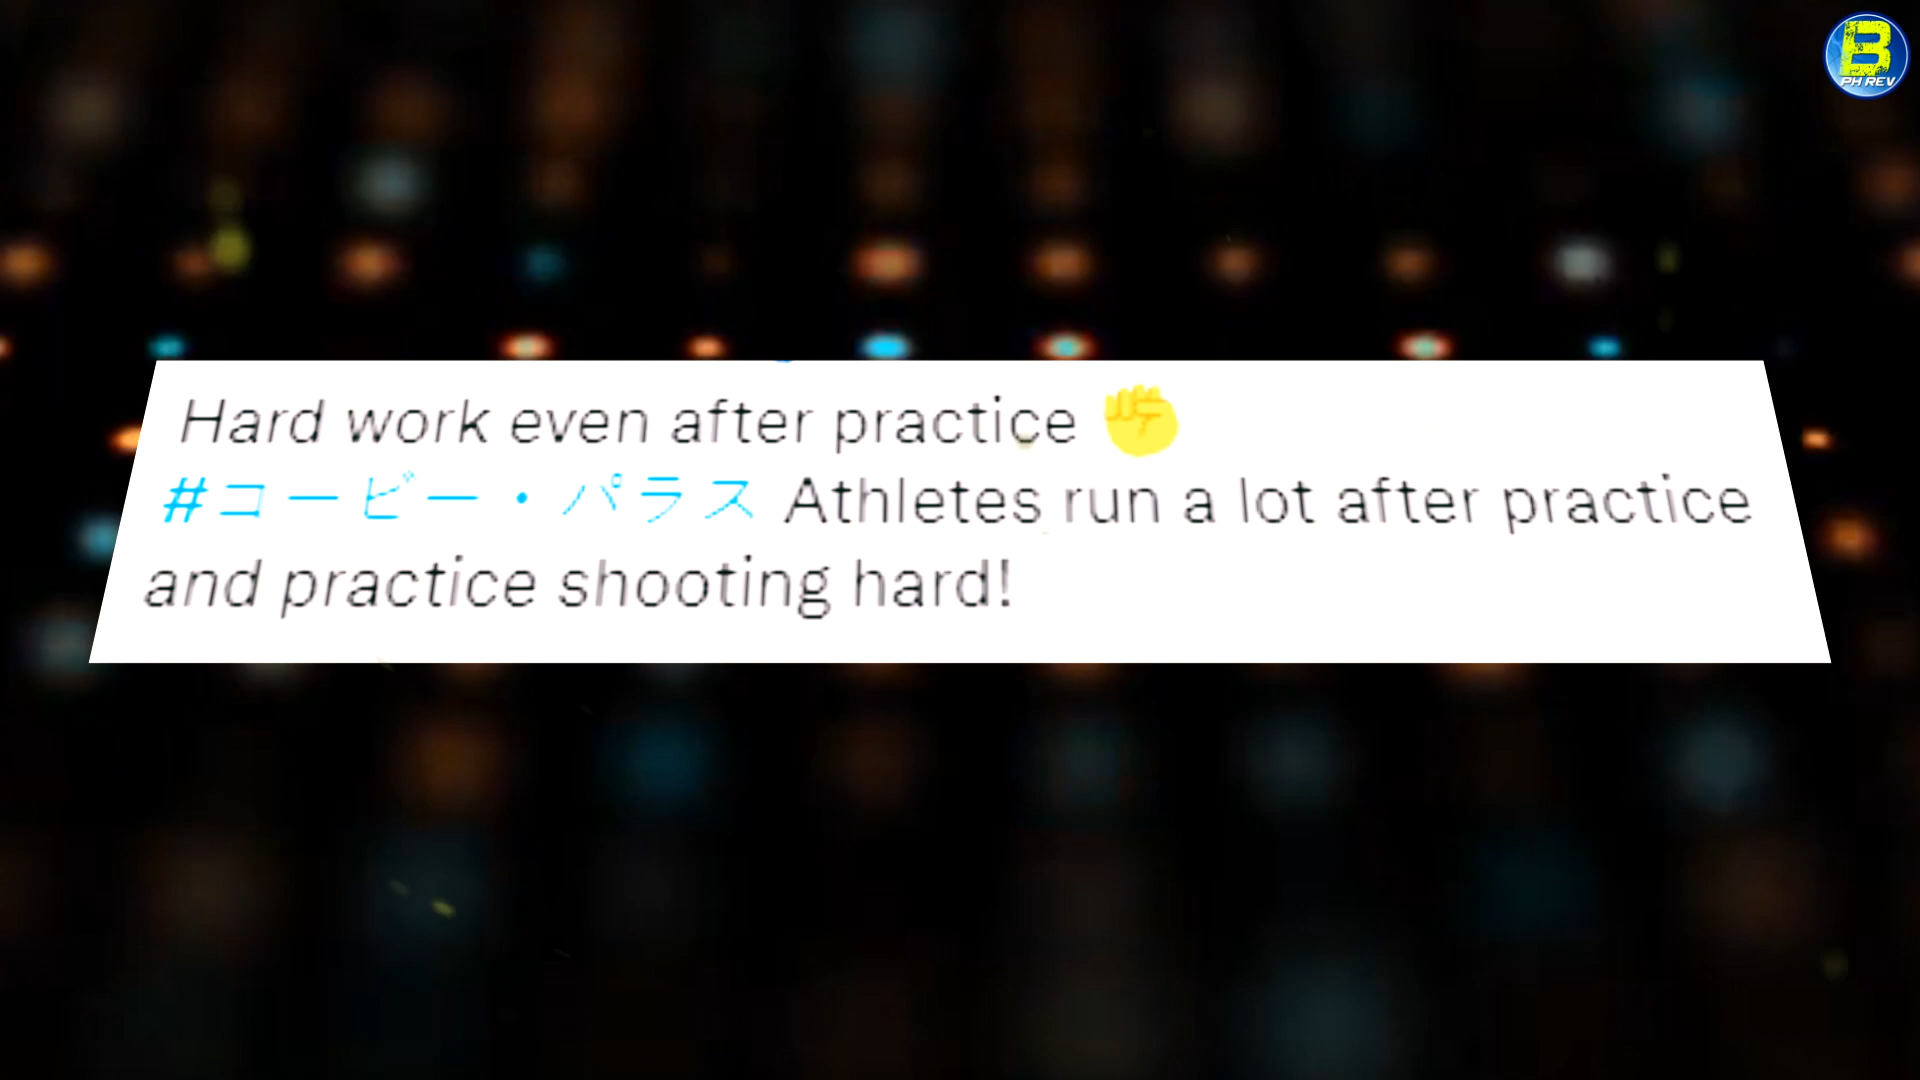 B
PH REV
Hard work even after practice ✊
#コービー・パラス Athletes run a lot after practice
and practice shooting hard!